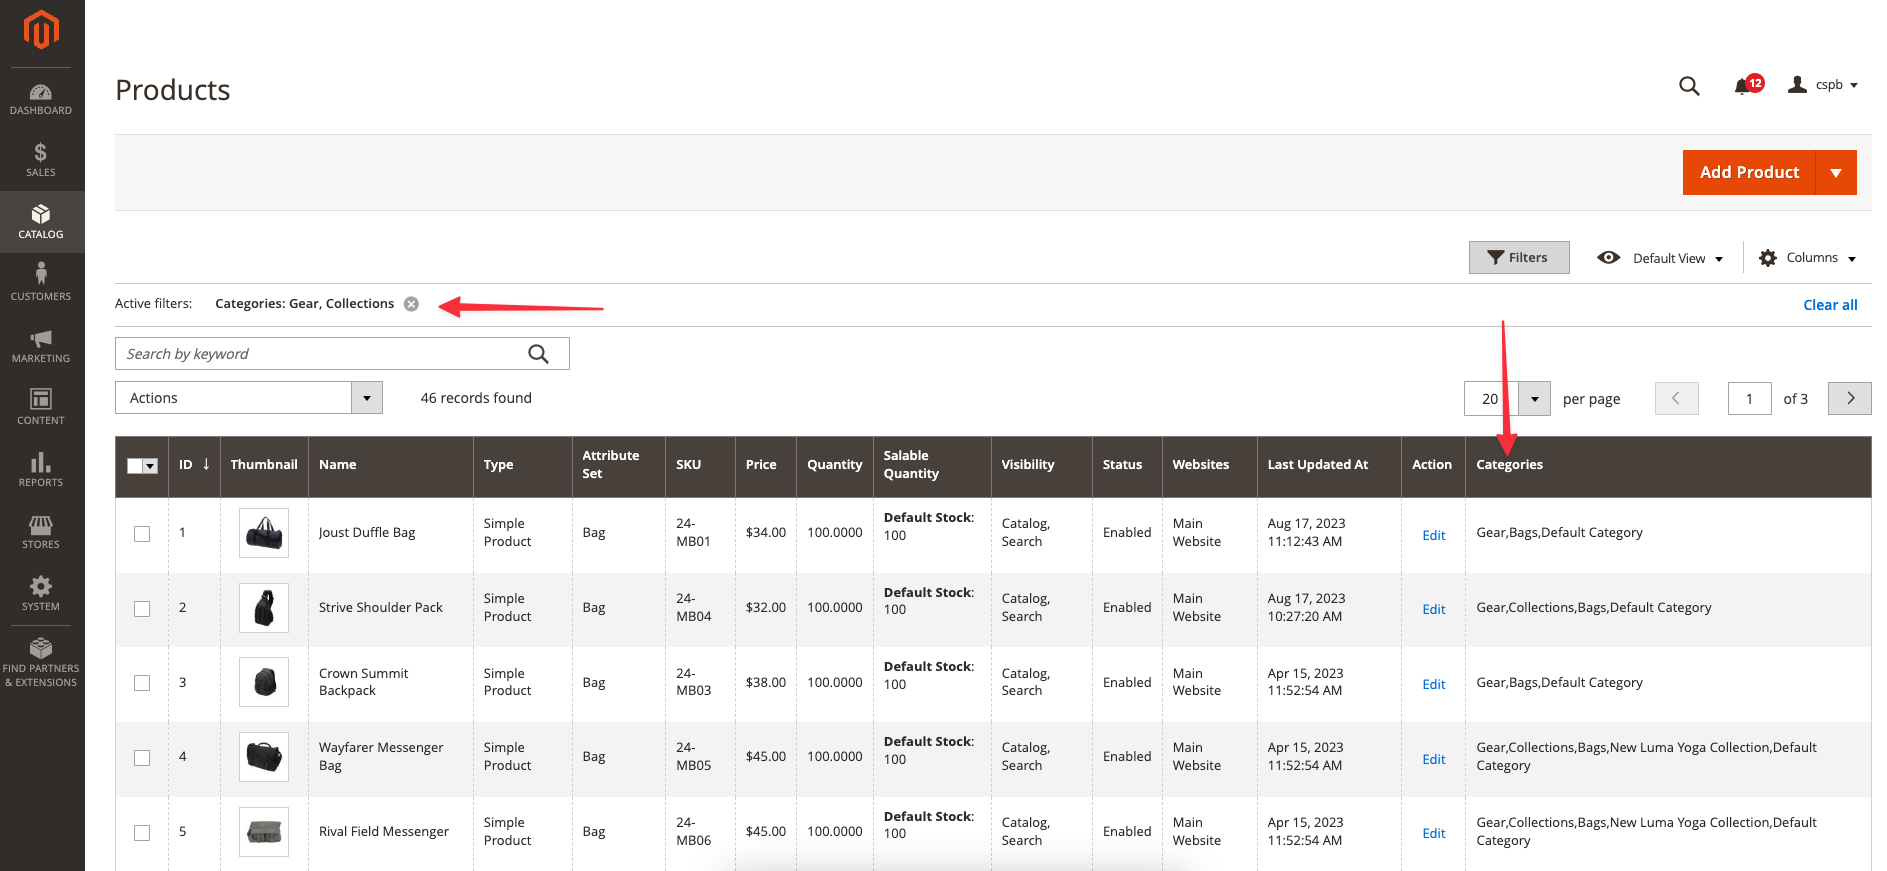 Products
12
cspb
DASHBOARD
SALES
CATALOG
CUSTOMERS
MARKETING
CONTENT
REPORTS
STORES
SYSTEM
FIND PARTNERS
& EXTENSIONS
Add Product
Filters
Default View
Columns
Active filters: Categories: Gear, Collections
Clear all
Search by keyword
Actions
46 records found
20 per page
1 of 3
ID ↓ Thumbnail Name Type Attribute Set SKU Price Quantity Salable Quantity Visibility Status Websites Last Updated At Action Categories
1 Joust Duffle Bag Simple Product Bag 24-MB01 $34.00 100.0000 Default Stock: 100 Catalog, Search Enabled Main Website Aug 17, 2023 11:12:43 AM Edit Gear,Bags,Default Category
2 Strive Shoulder Pack Simple Product Bag 24-MB04 $32.00 100.0000 Default Stock: 100 Catalog, Search Enabled Main Website Aug 17, 2023 10:27:20 AM Edit Gear,Collections,Bags,Default Category
3 Crown Summit Backpack Simple Product Bag 24-MB03 $38.00 100.0000 Default Stock: 100 Catalog, Search Enabled Main Website Apr 15, 2023 11:52:54 AM Edit Gear,Bags,Default Category
4 Wayfarer Messenger Bag Simple Product Bag 24-MB05 $45.00 100.0000 Default Stock: 100 Catalog, Search Enabled Main Website Apr 15, 2023 11:52:54 AM Edit Gear,Collections,Bags,New Luma Yoga Collection,Default Category
5 Rival Field Messenger Simple Product Bag 24-MB06 $45.00 100.0000 Default Stock: 100 Catalog, Search Enabled Main Website Apr 15, 2023 11:52:54 AM Edit Gear,Collections,Bags,New Luma Yoga Collection,Default Category